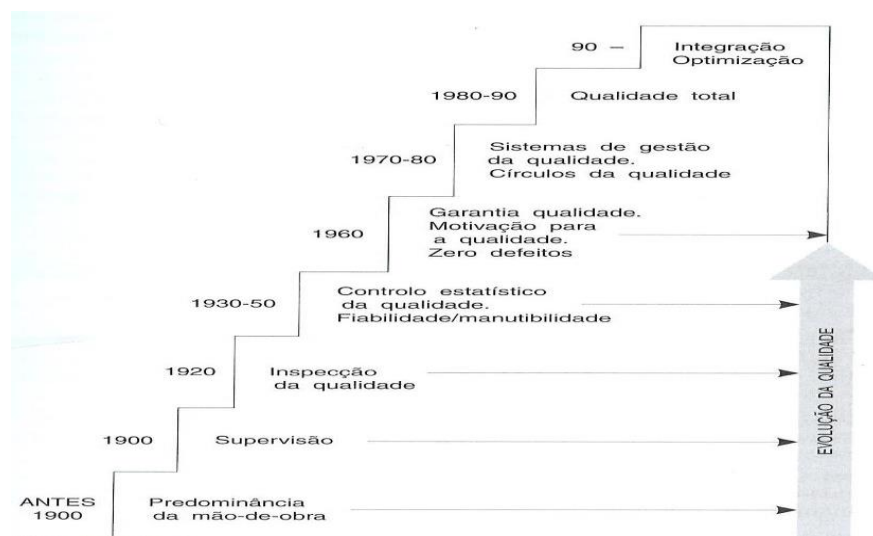 90 – Integração
Optimização
1980-90 Qualidade total
1970-80 Sistemas de gestão
da qualidade.
Círculos da qualidade
1960 Garantia qualidade.
Motivação para
a qualidade.
Zero defeitos
1930-50 Controlo estatístico
da qualidade.
Fiabilidade/manutibilidade
1920 Inspecção
da qualidade
1900 Supervisão
ANTES
1900 Predominância
da mão-de-obra
EVOLUÇÃO DA QUALIDADE